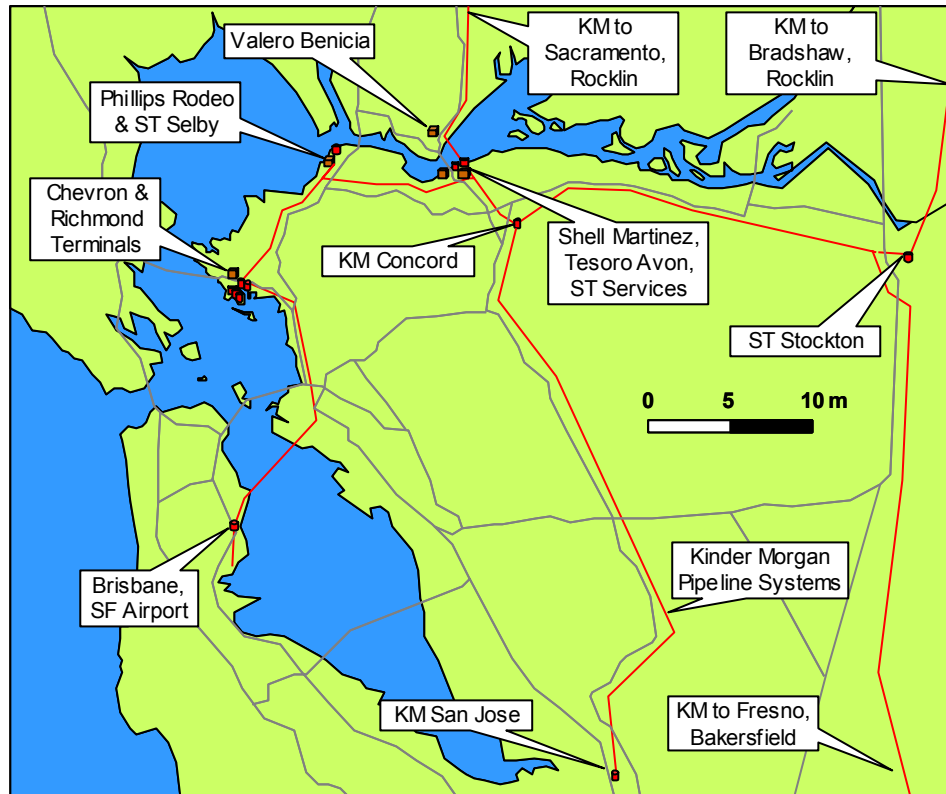 Valero Benicia
KM to
Sacramento,
Rocklin
KM to
Bradshaw,
Rocklin
Phillips Rodeo
& ST Selby
Chevron &
Richmond
Terminals
KM Concord
Shell Martinez,
Tesoro Avon,
ST Services
ST Stockton
0 5 10 m
Brisbane,
SF Airport
Kinder Morgan
Pipeline Systems
KM San Jose
KM to Fresno,
Bakersfield